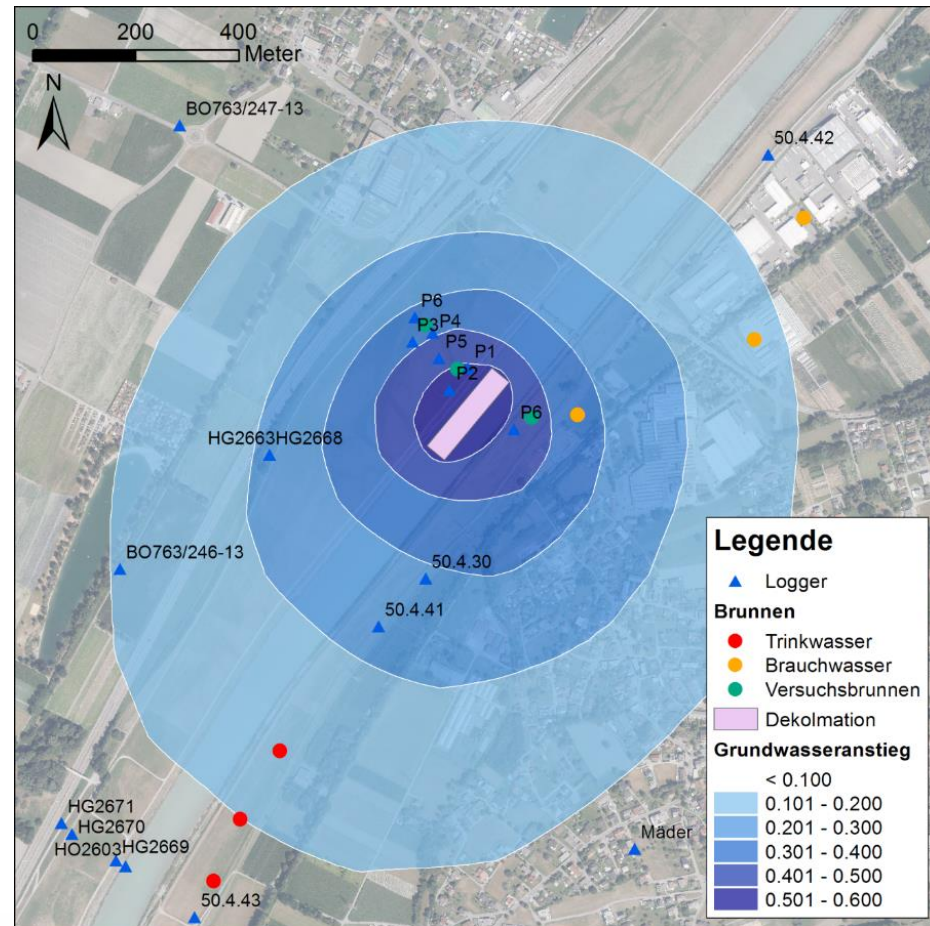 0 200 400
Meter
N
BO763/247-13
50.4.42
P6
P3 P4
P5
P1
P2
P6
HG2663HG2668
BO763/246-13
50.4.30
50.4.41
HG2671
HG2670
HO2603 HG2669
50.4.43
Mäder
Legende
Logger
Brunnen
Trinkwasser
Brauchwasser
Versuchsbrunnen
Dekolmation
Grundwasseranstieg
< 0.100
0.101 - 0.200
0.201 - 0.300
0.301 - 0.400
0.401 - 0.500
0.501 - 0.600